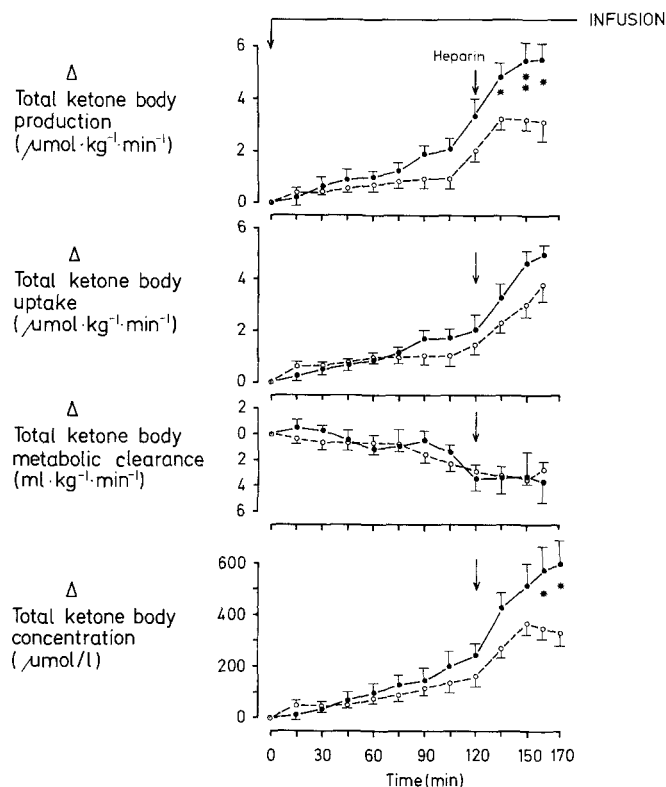 INFUSION
Heparin
Δ
Total ketone body
production
(μmol·kg⁻¹·min⁻¹)
6
4
2
0
*
**
*
Δ
Total ketone body
uptake
(μmol·kg⁻¹·min⁻¹)
6
4
2
0
Δ
Total ketone body
metabolic clearance
(ml·kg⁻¹·min⁻¹)
2
0
2
4
6
Δ
Total ketone body
concentration
(μmol/l)
600
400
200
0
*
*
0 30 60 90 120 150 170
Time(min)